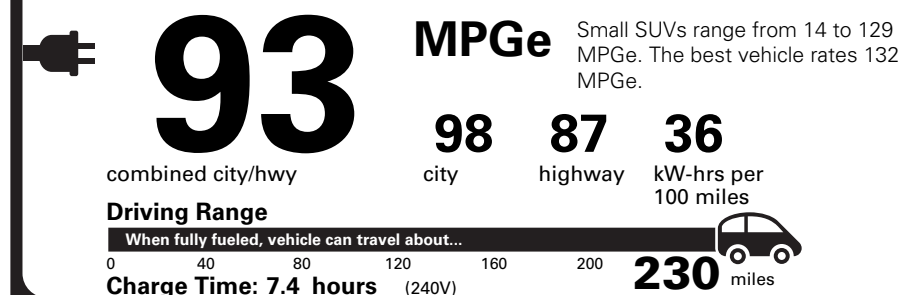 93
MPGe
Small SUVs range from 14 to 129
MPGe. The best vehicle rates 132
MPGe.
combined city/hwy
98
city
87
highway
36
kW-hrs per
100 miles
Driving Range
When fully fueled, vehicle can travel about...
0 40 80 120 160 200 230 miles
Charge Time: 7.4 hours (240V)